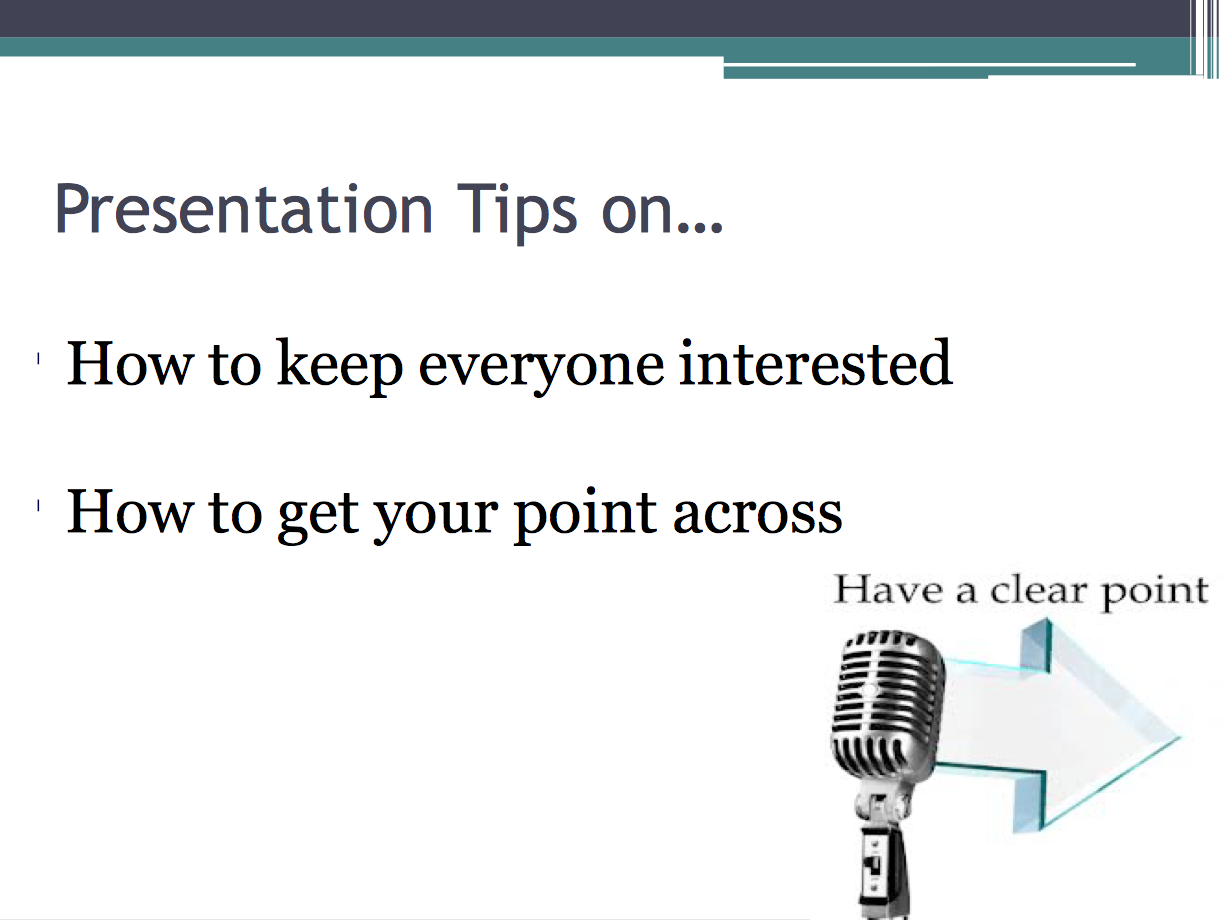 Presentation Tips on...
How to keep everyone interested
How to get your point across
Have a clear point